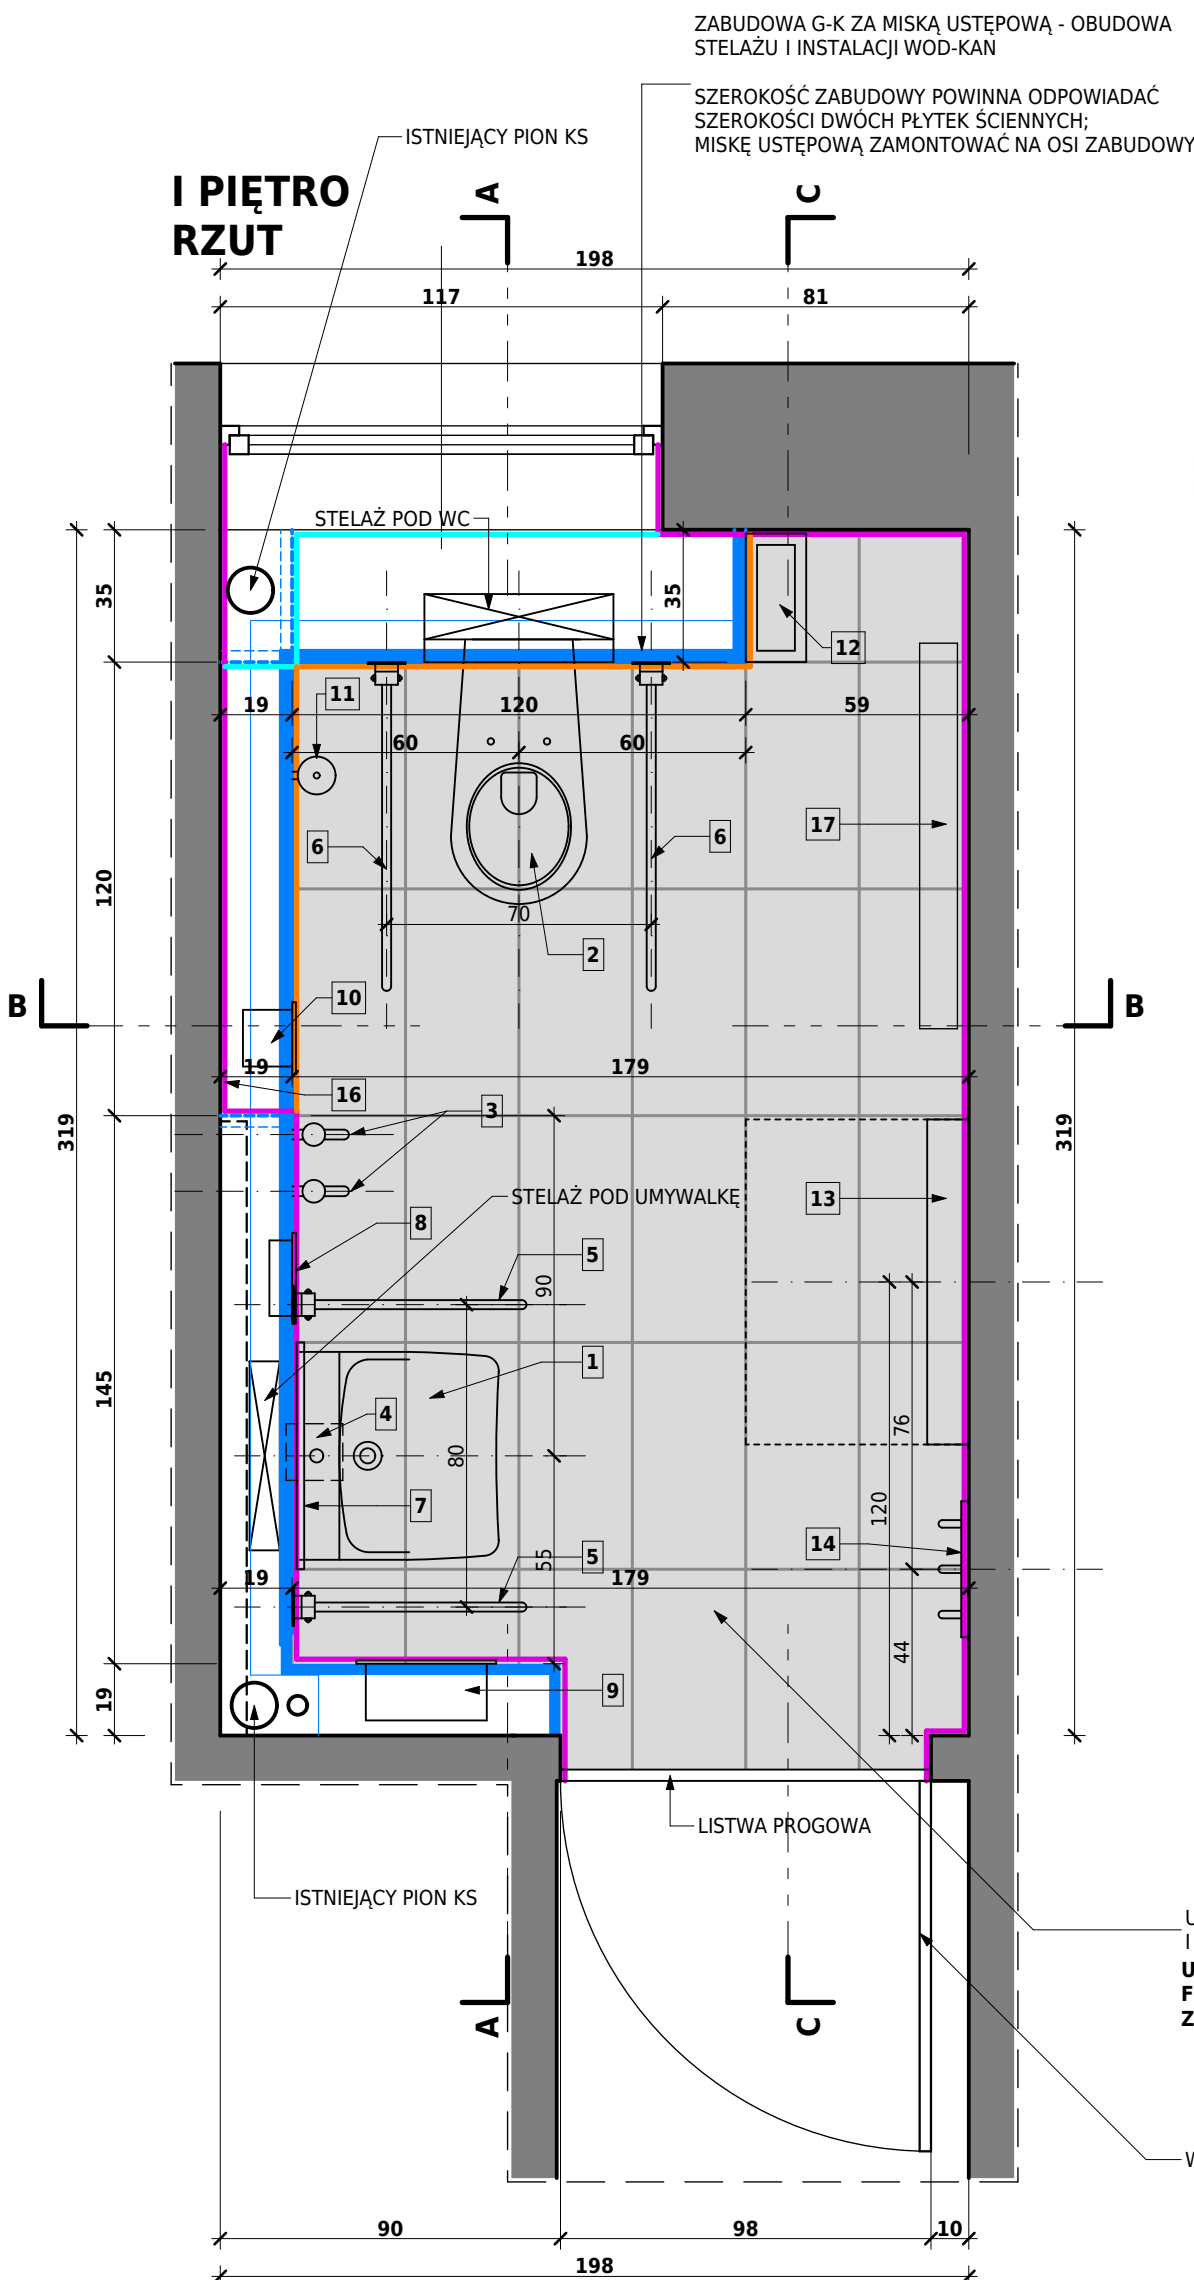 ZABUDOWA G-K ZA MISKĄ USTĘPOWĄ - OBUDOWA
STELAŻU I INSTALACJI WOD-KAN
SZEROKOŚĆ ZABUDOWY POWINNA ODPOWIADAĆ
SZEROKOŚCI DWÓCH PŁYTEK ŚCIENNYCH;
MISKĘ USTĘPOWĄ ZAMONTOWAĆ NA OSI ZABUDOWY
ISTNIEJĄCY PION KS
I PIĘTRO
RZUT
A
C
198
117
81
STELAŻ POD WC
35
35
12
11
19
120
59
60
60
17
6
6
120
70
2
B
B
10
19
179
16
3
319
319
STELAŻ POD UMYWALKĘ
13
8
5
90
1
145
4
76
80
7
120
14
55
5
19
179
44
9
19
LISTWA PROGOWA
ISTNIEJĄCY PION KS
U
I
U
F
Z
A
C
W
90
98
10
198